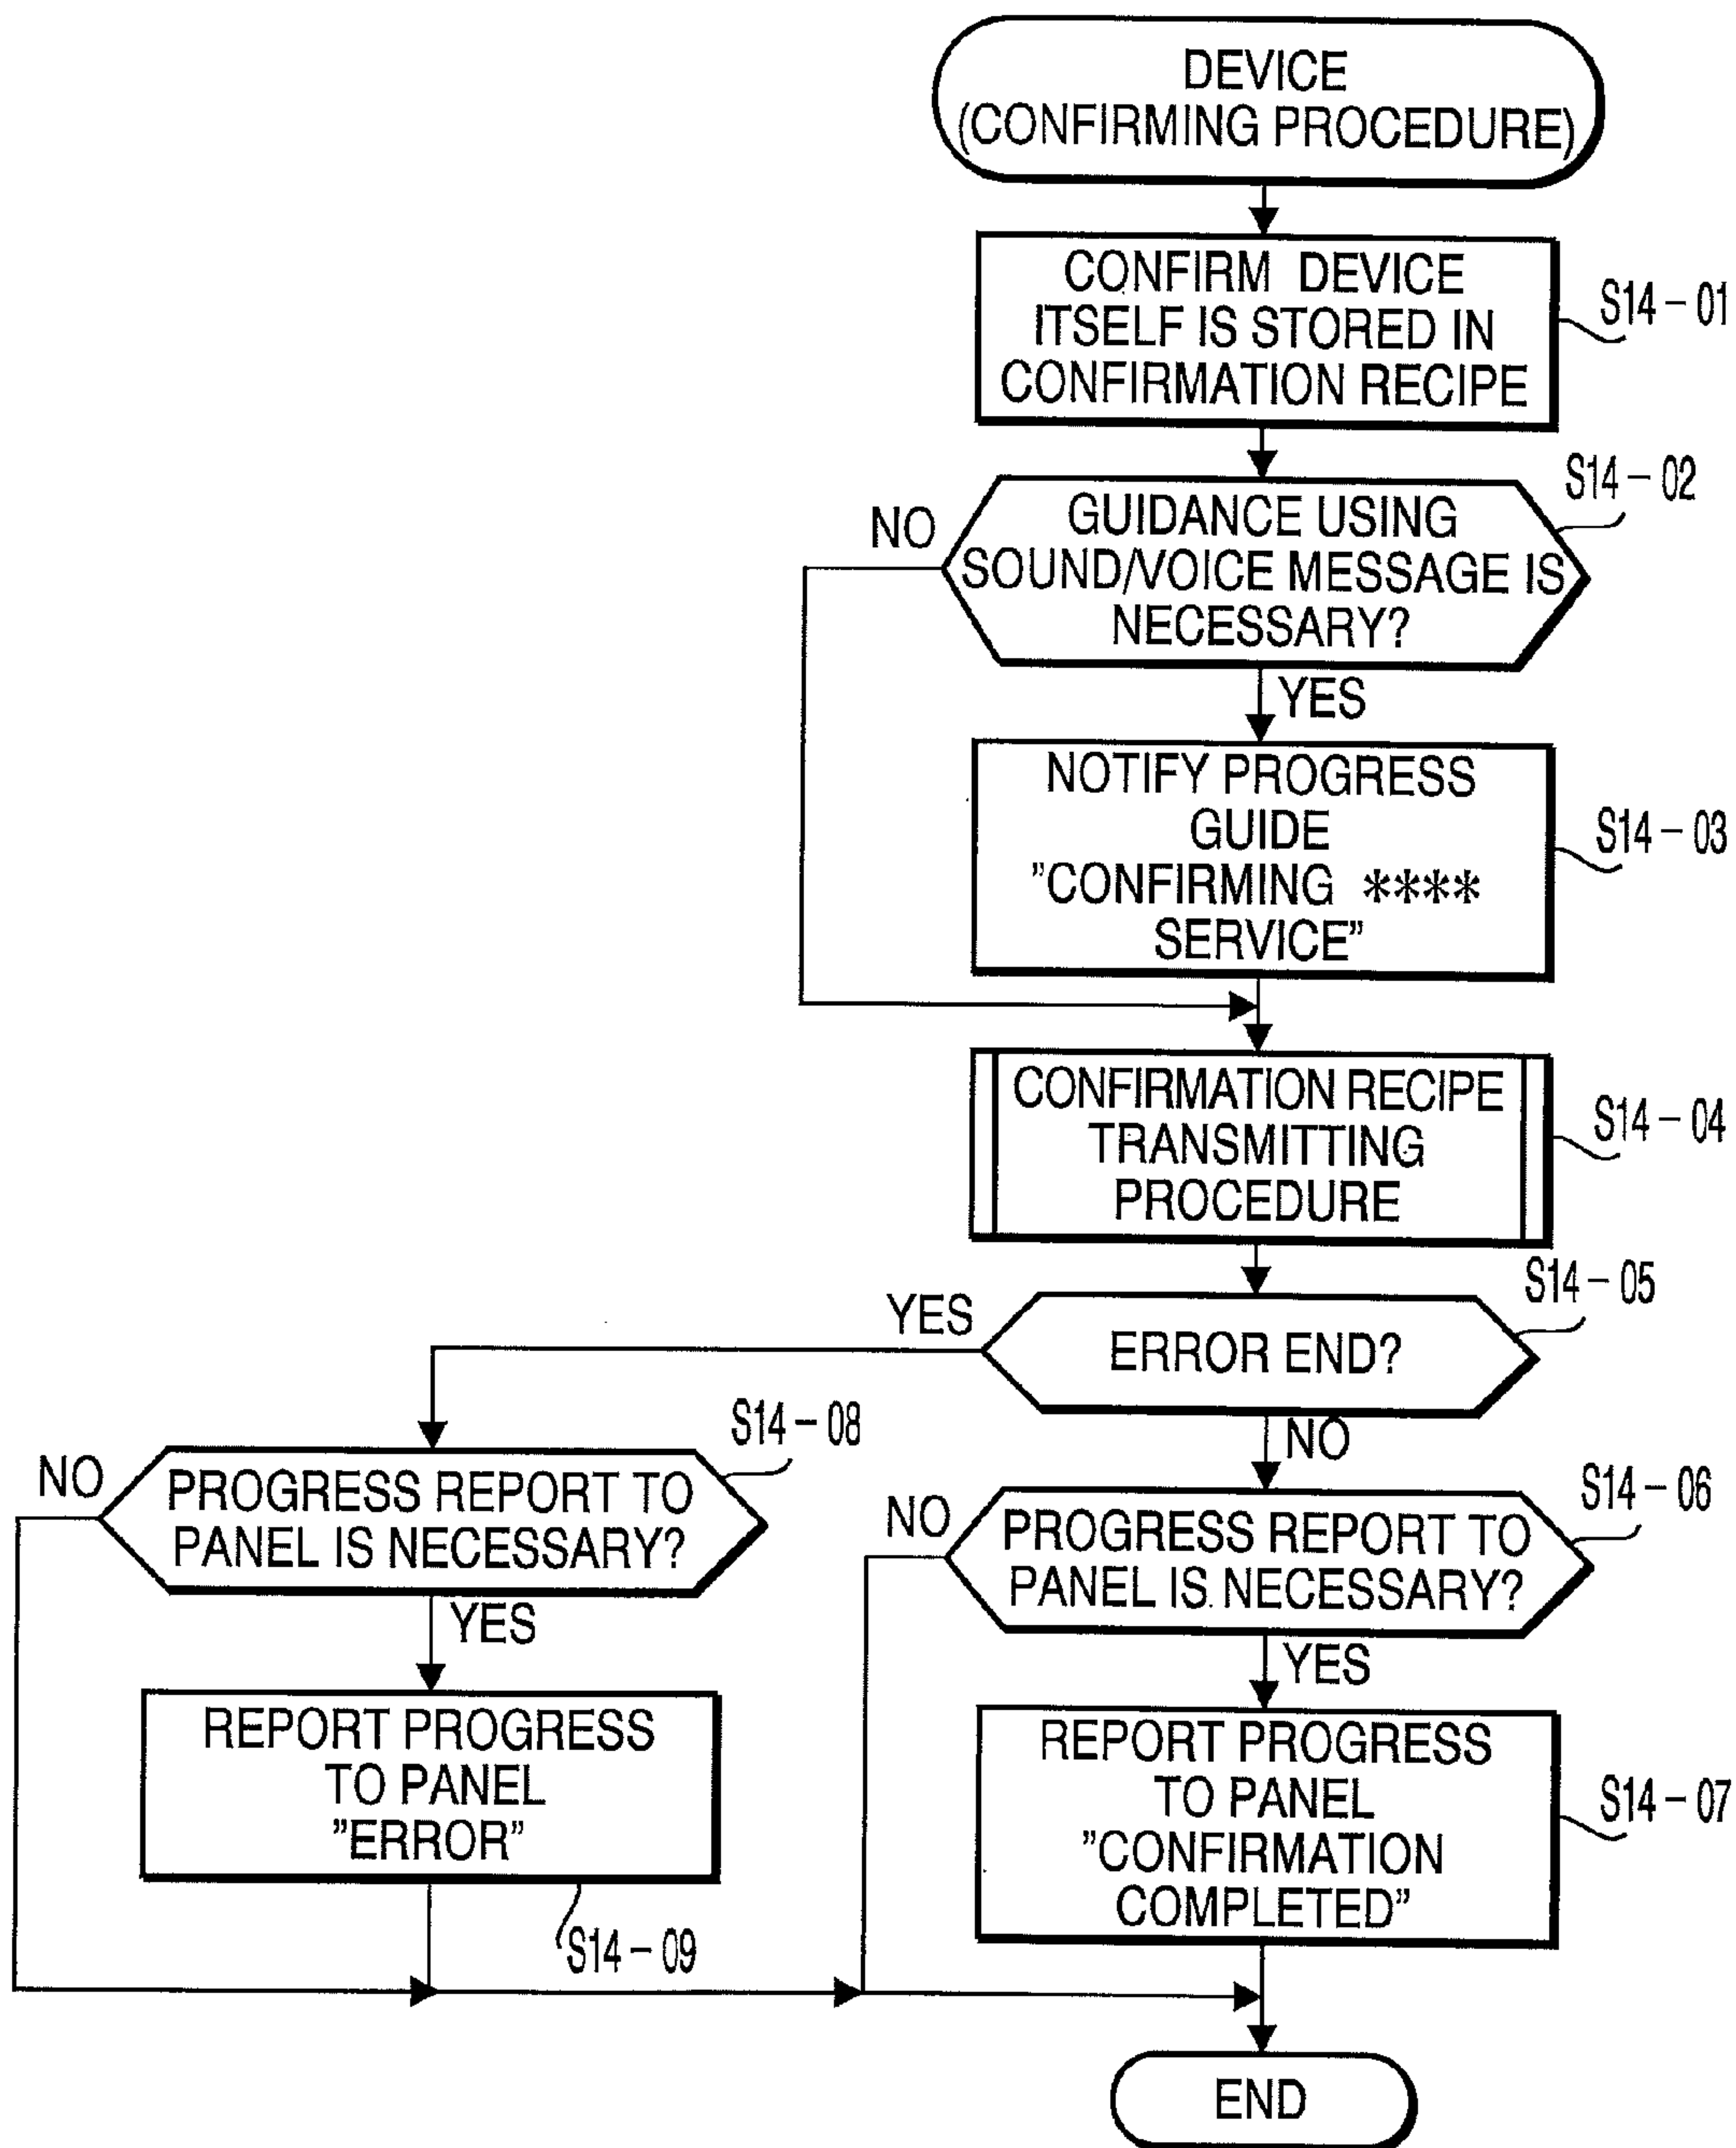 DEVICE
(CONFIRMING PROCEDURE)
CONFIRM DEVICE
ITSELF IS STORED IN
CONFIRMATION RECIPE
S14-01
S14-02
NO
GUIDANCE USING
SOUND/VOICE MESSAGE IS
NECESSARY?
YES
NOTIFY PROGRESS
GUIDE
"CONFIRMING ****
SERVICE"
S14-03
CONFIRMATION RECIPE
TRANSMITTING
PROCEDURE
S14-04
S14-05
YES
ERROR END?
NO
S14-08
NO
PROGRESS REPORT TO
PANEL IS NECESSARY?
YES
S14-06
NO
PROGRESS REPORT TO
PANEL IS NECESSARY?
YES
REPORT PROGRESS
TO PANEL
"ERROR"
S14-09
REPORT PROGRESS
TO PANEL
"CONFIRMATION
COMPLETED"
S14-07
END